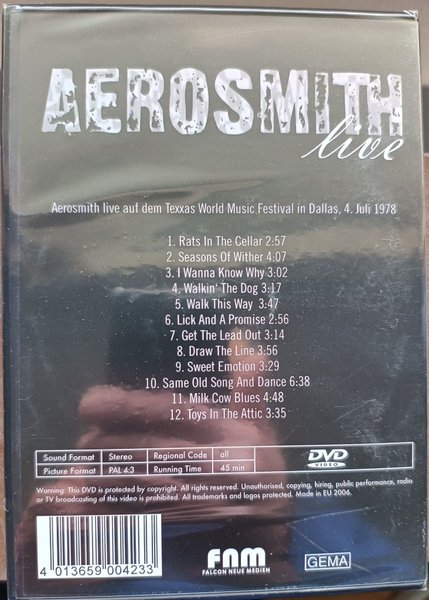 AEROSMITH
live
Aerosmith live auf dem Texxas World Music Festival in Dallas, 4. Juli 1978
1. Rats In The Cellar 2:57
2. Seasons Of Wither 4:07
3. I Wanna Know Why 3:02
4. Walkin' The Dog 3:17
5. Walk This Way 3:47
6. Lick And A Promise 2:56
7. Get The Lead Out 3:14
8. Draw The Line 3:56
9. Sweet Emotion 3:29
10. Same Old Song And Dance 6:38
11. Milk Cow Blues 4:48
12. Toys In The Attic 3:35
Sound Format Stereo Regional Code all
Picture Format PAL 4:3 Running Time 45 min
DVD
VIDEO
Warning: This DVD is protected by copyright. All rights reserved. Unauthorised, copying, hiring, public performance, radio
or TV broadcasting of this video is prohibited. All trademarks and logos protected. Made in EU 2006.
4 013659 004233
FNM
FALCON NEUE MEDIEN
GEMA